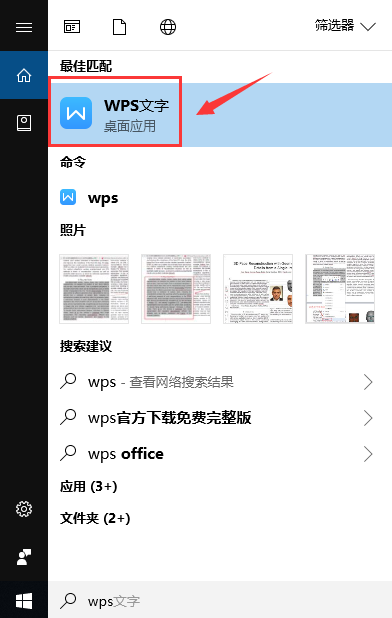 筛选器
最佳匹配
WPS文字
桌面应用
命令
wps
照片
搜索建议
wps - 查看网络搜索结果
wps官方下载免费完整版
wps office
应用 (3+)
文件夹 (2+)
wps文字